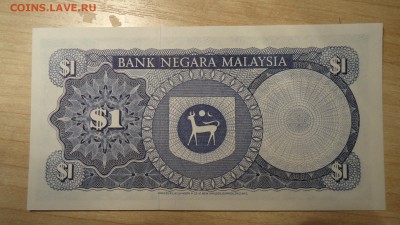 COINS.LAVE.RU
BANK NEGARA MALAYSIA
$1 $1
$1
$1 $1